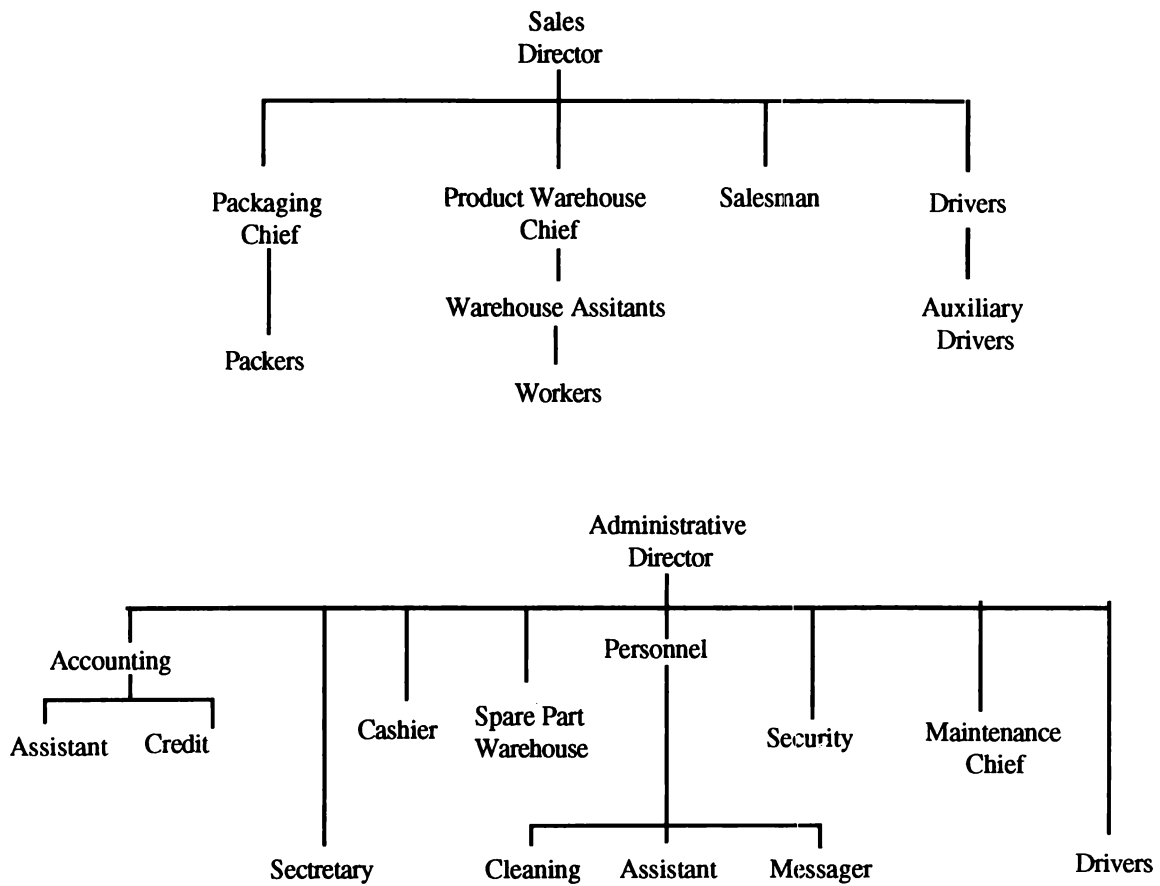 Sales
Director
Packaging
Chief
Product Warehouse
Chief
Salesman
Drivers
Warehouse Assitants
Auxiliary
Drivers
Packers
Workers
Administrative
Director
Accounting
Personnel
Assistant
Credit
Cashier
Spare Part
Warehouse
Security
Maintenance
Chief
Sectretary
Cleaning
Assistant
Messager
Drivers